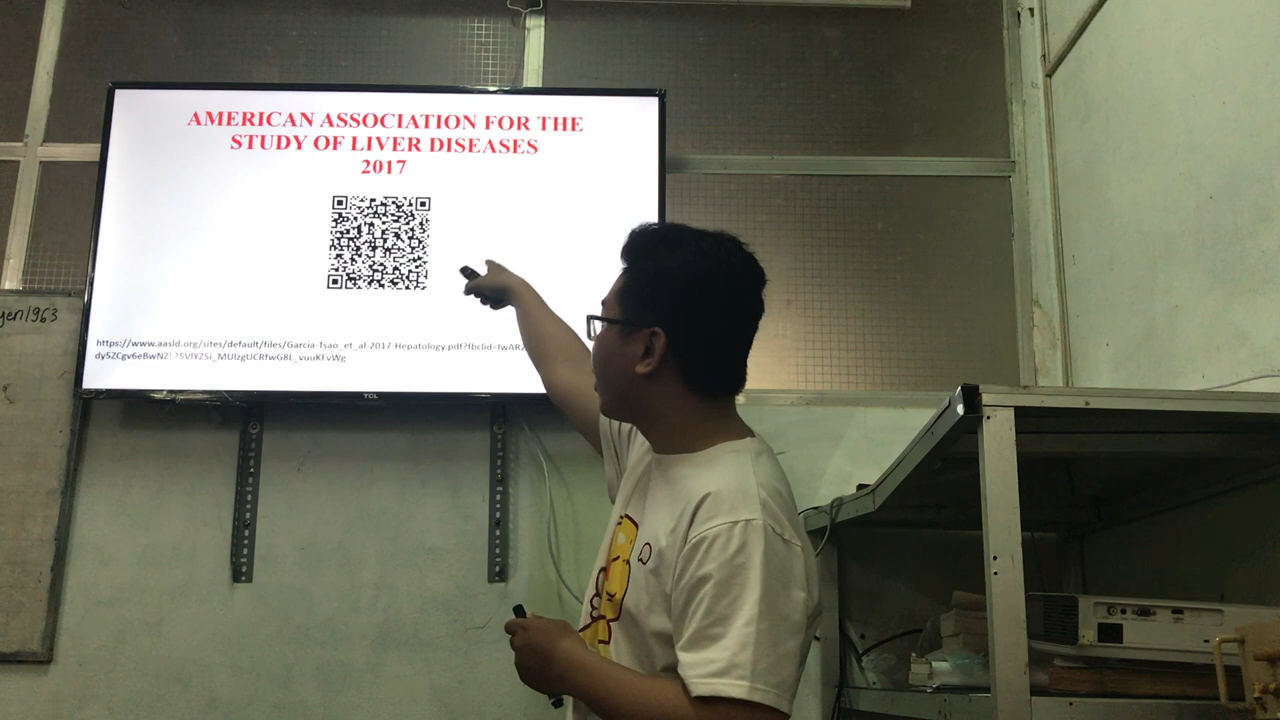 AMERICAN ASSOCIATION FOR THE
STUDY OF LIVER DISEASES
2017
https://www.aasld.org/sites/default/files/Garcia-Tsao_et_al-2017-Hepatology.pdf?fbclid=IwAR
TCL